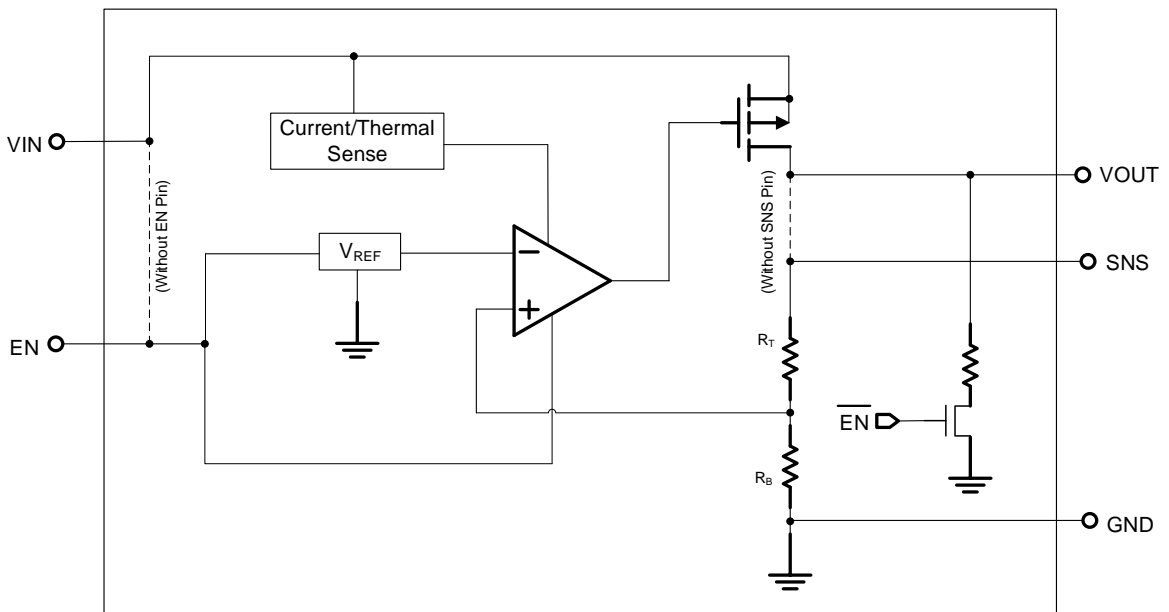 Current/Thermal
Sense
VIN
(Without EN Pin)
VREF
EN
−
+
(Without SNS Pin)
VOUT
SNS
RT
EN
RB
GND